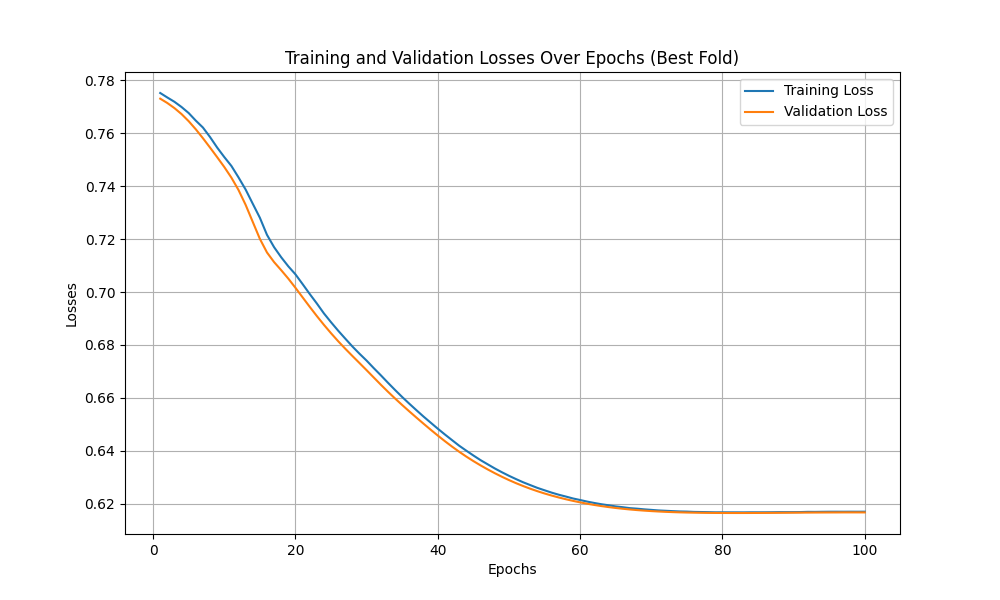 Training and Validation Losses Over Epochs (Best Fold)
Training Loss
Validation Loss
0.78
0.76
0.74
0.72
0.70
0.68
0.66
0.64
0.62
Losses
0 20 40 60 80 100
Epochs